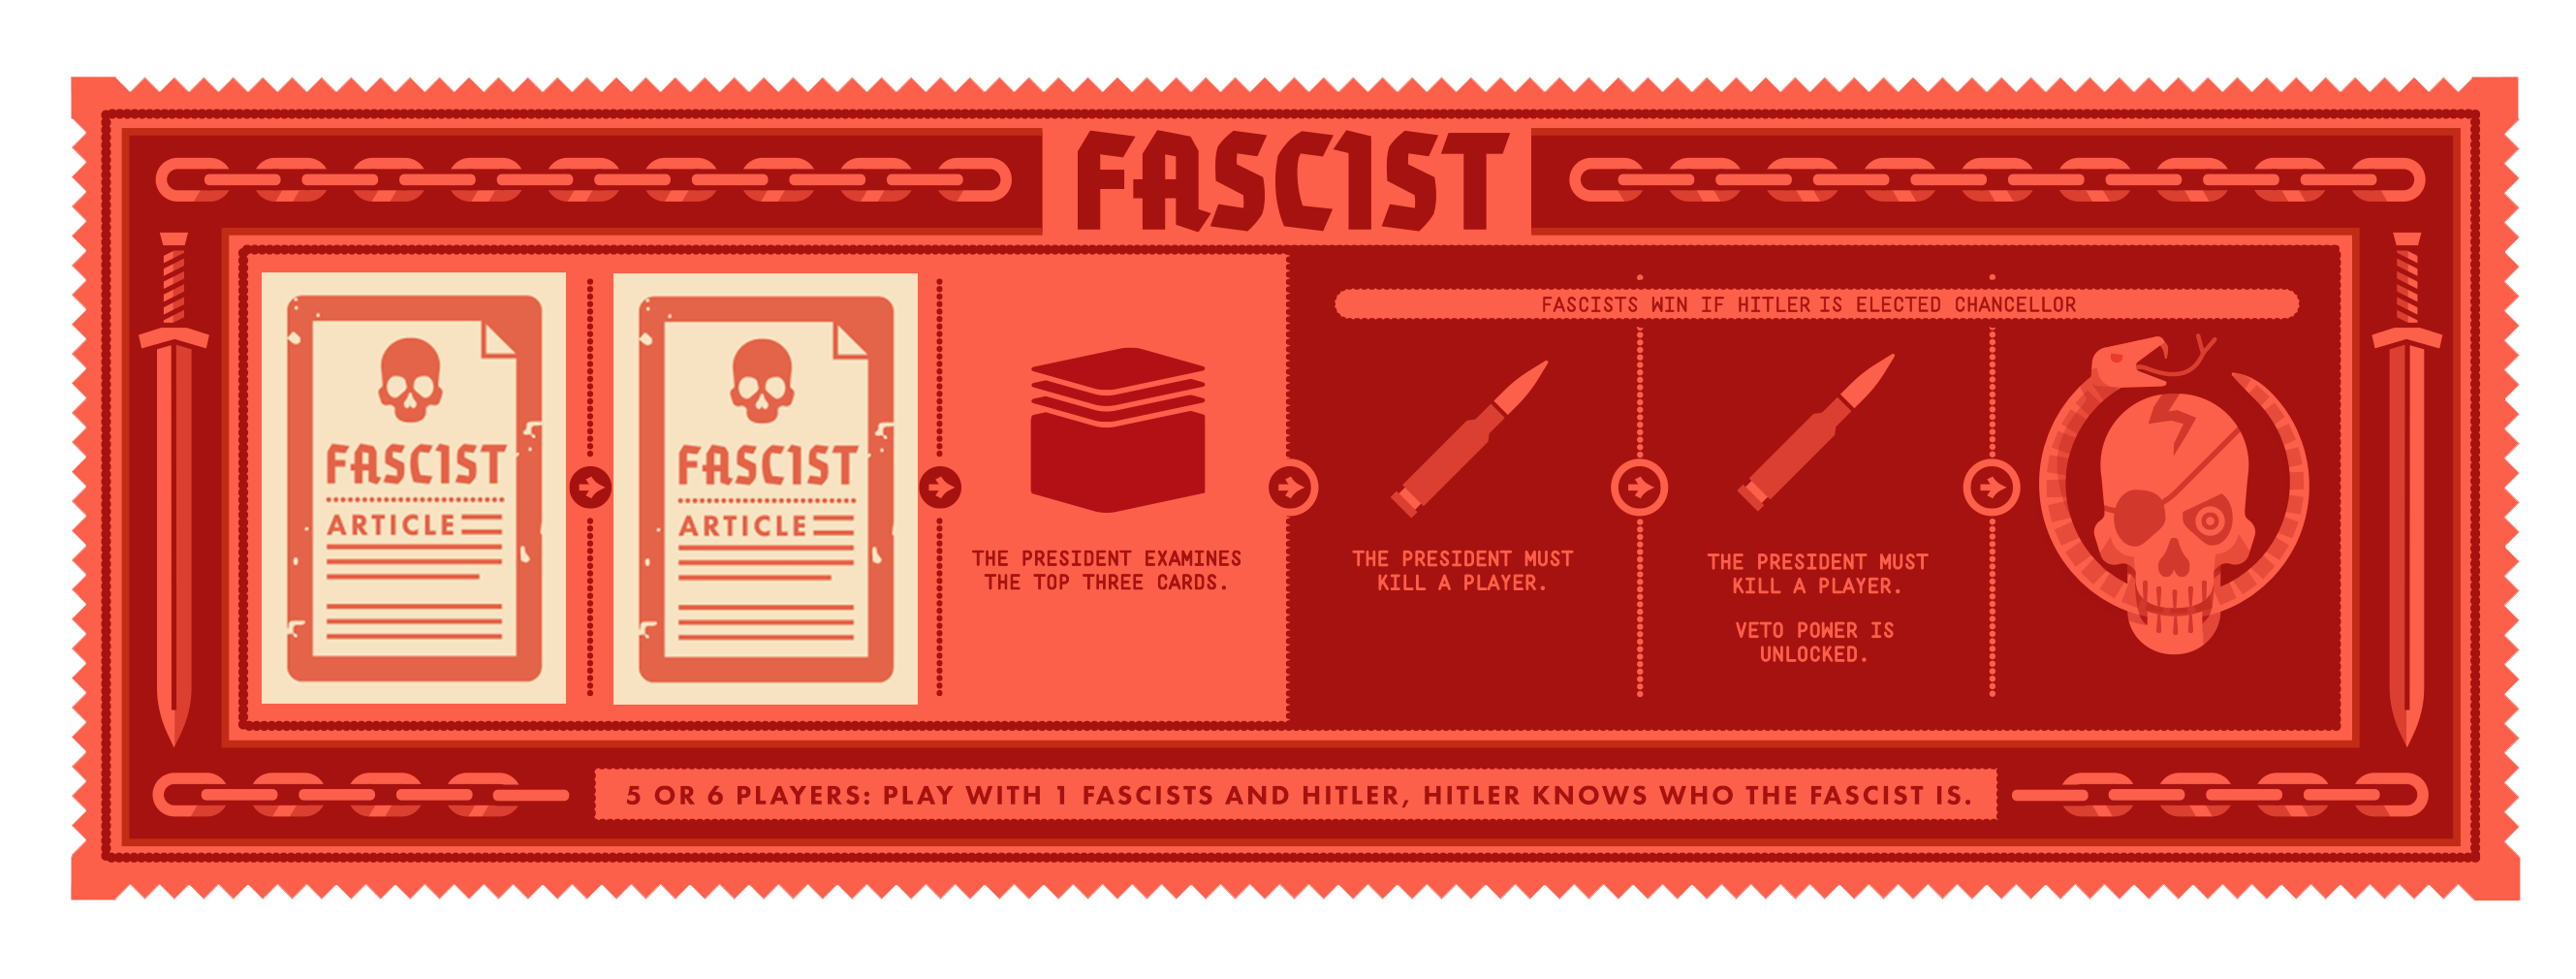 FASCIST
FASCISTS WIN IF HITLER IS ELECTED CHANCELLOR
FASCIST
ARTICLE
FASCIST
ARTICLE
THE PRESIDENT EXAMINES
THE TOP THREE CARDS.
THE PRESIDENT MUST
KILL A PLAYER.
THE PRESIDENT MUST
KILL A PLAYER.
VETO POWER IS
UNLOCKED.
5 OR 6 PLAYERS: PLAY WITH 1 FASCISTS AND HITLER, HITLER KNOWS WHO THE FASCIST IS.